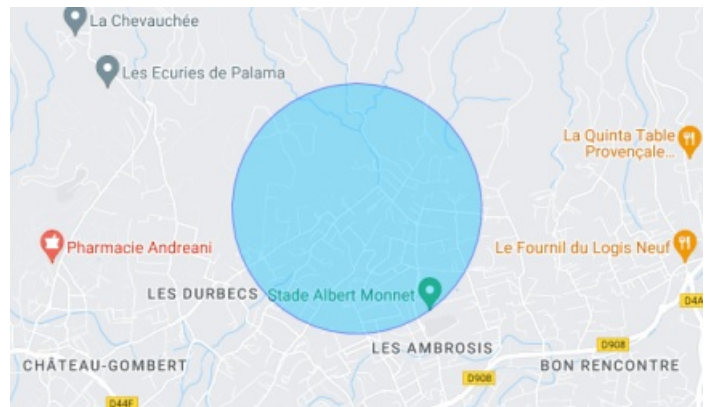 La Chevauchée
Les Ecuries de Palama
La Quinta Table
Provençale...
Pharmacie Andreani
Le Fournil du Logis Neuf
LES DURBECS
Stade Albert Monnet
D4A
LES AMBROSIS
D908
CHÂTEAU-GOMBERT
BON RENCONTRE
D908
D44F